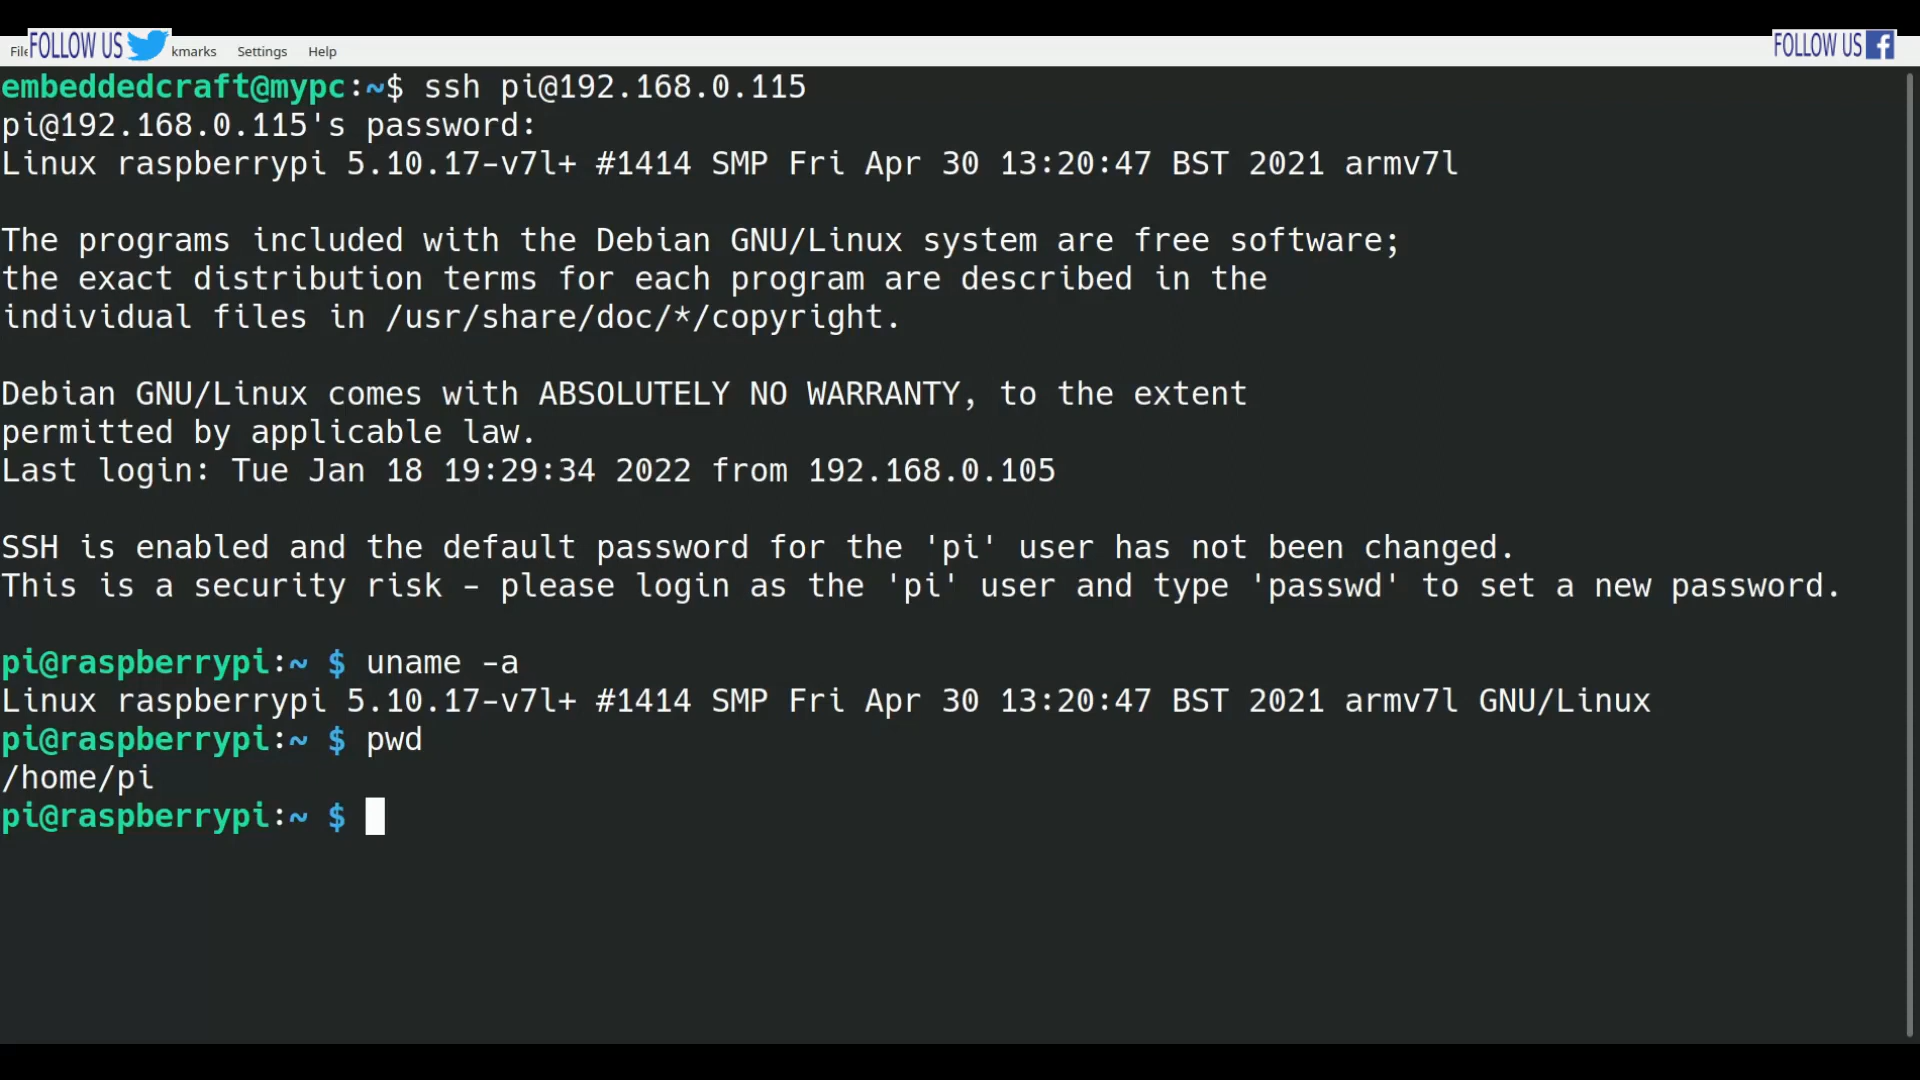 FOLLOW US
FOLLOW US
kmarks Settings Help
embeddedcraft@mypc:~$ ssh pi@192.168.0.115
pi@192.168.0.115's password:
Linux raspberrypi 5.10.17-v7l+ #1414 SMP Fri Apr 30 13:20:47 BST 2021 armv7l
The programs included with the Debian GNU/Linux system are free software;
the exact distribution terms for each program are described in the
individual files in /usr/share/doc/*/copyright.
Debian GNU/Linux comes with ABSOLUTELY NO WARRANTY, to the extent
permitted by applicable law.
Last login: Tue Jan 18 19:29:34 2022 from 192.168.0.105
SSH is enabled and the default password for the 'pi' user has not been changed.
This is a security risk - please login as the 'pi' user and type 'passwd' to set a new password.
pi@raspberrypi:~ $ uname -a
Linux raspberrypi 5.10.17-v7l+ #1414 SMP Fri Apr 30 13:20:47 BST 2021 armv7l GNU/Linux
pi@raspberrypi:~ $ pwd
/home/pi
pi@raspberrypi:~ $